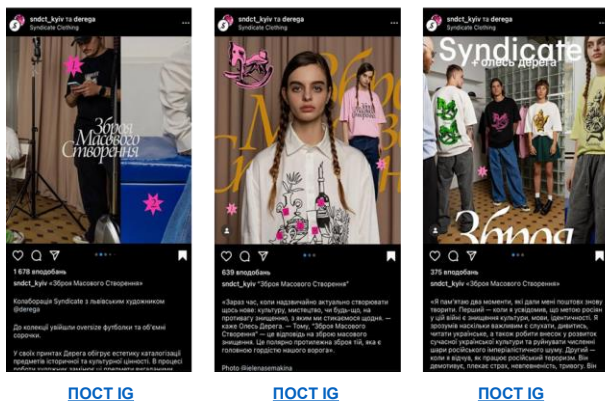 sndct_kyiv та derega
Syndicate Clothing
Зброя
Масового
Створення
1 678 вподобань
sndct_kyiv «Зброя Масового Створення»
Колаборація Syndicate з львівським художником
@derega
До колекції увійшли oversize футболки та об'ємні
сорочки.
У своїх принтах Дерега обігрує естетику каталогізації
предметів історичної та культурної цінності. В процесі
ПОСТ IG
sndct_kyiv та derega
Syndicate Clothing
Зброя
639 вподобань
sndct_kyiv "Зброя Масового Створення"
«Зараз час, коли надзвичайно актуально створювати
щось нове: культуру, мистецтво, чи будь-що, на
противагу знищенню, з яким ми стикаємося щодня. —
каже Олесь Дерега. — Тому, "Зброя Масового
Створення" — це відповідь на зброю масового
знищення. Це полярно протилежна зброя тій, яка є
головною гордістю нашого ворога».
Photo @ielenasemakina
ПОСТ IG
sndct_kyiv та derega
Syndicate Clothing
Syndicate
+ олесь дерега
Зброя
375 вподобань
sndct_kyiv «Зброя Масового Створення»
«Я пам'ятаю два моменти, які дали мені поштовх знову
творити. Перший — коли я усвідомив, що метою росіян
у цій війні є знищення культури, мови, ідентичності. Я
зрозумів наскільки важливим є слухати, дивитись,
читати українське, а також робити внесок у розвиток
сучасної української культури та руйнувати численні
шари російського імперіалістичного шуму. Другий —
коли я відчув, як працює російський тероризм. Він
демотивує, плекає страх, невпевненість, тривогу. Він
ПОСТ IG